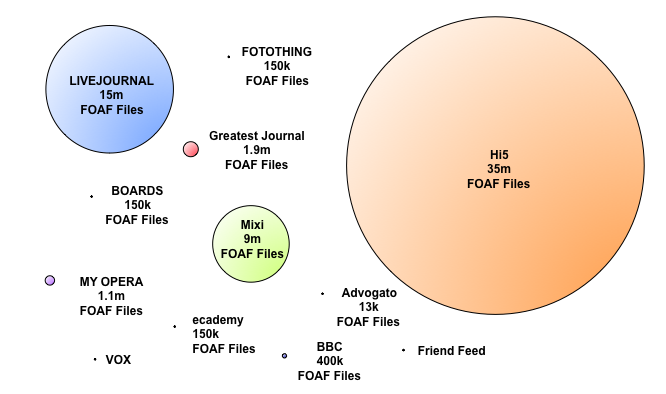 LIVEJOURNAL
15m
FOAF Files
FOTOTHING
150k
FOAF Files
Greatest Journal
1.9m
FOAF Files
Hi5
35m
FOAF Files
BOARDS
150k
FOAF Files
Mixi
9m
FOAF Files
MY OPERA
1.1m
FOAF Files
Advogato
13k
FOAF Files
ecademy
150k
FOAF Files
BBC
400k
FOAF Files
Friend Feed
VOX